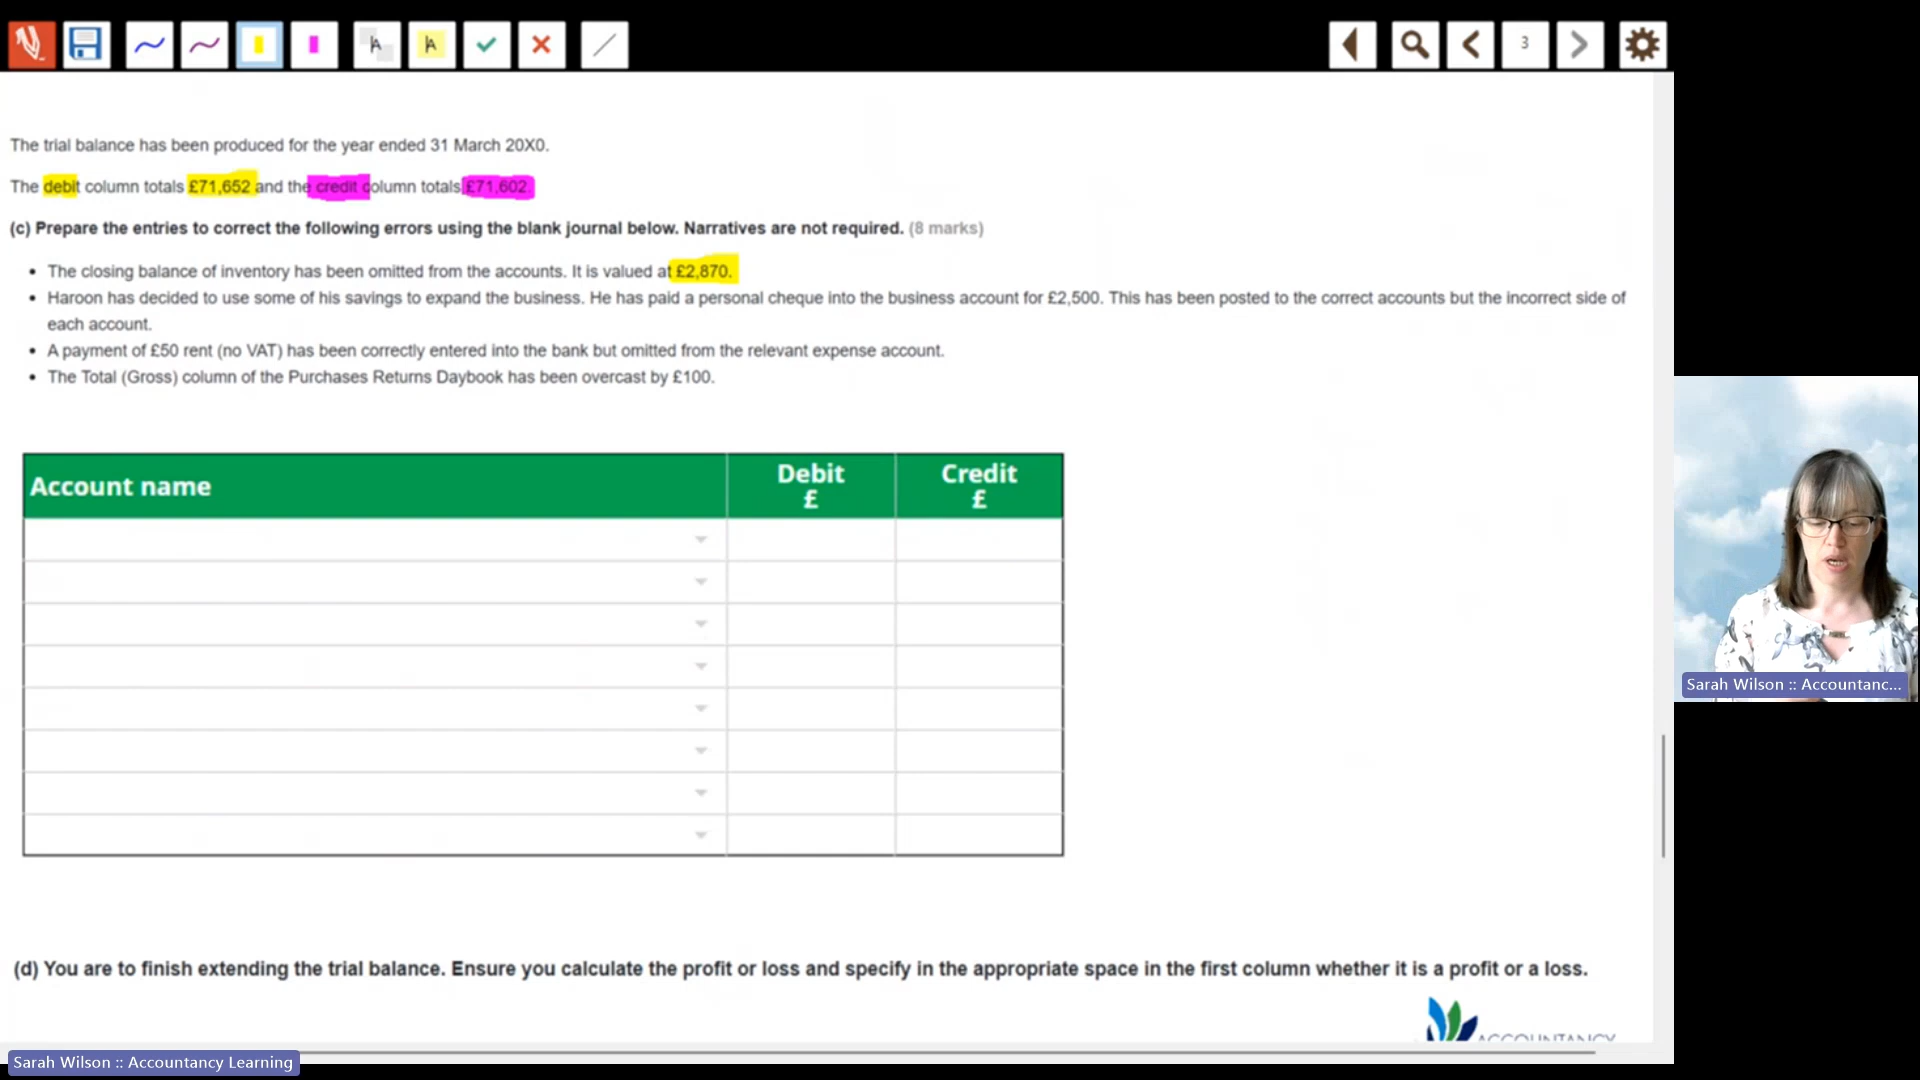 3
The trial balance has been produced for the year ended 31 March 20X0.
The debit column totals £71,652 and the credit column totals £71,602.
(c) Prepare the entries to correct the following errors using the blank journal below. Narratives are not required. (8 marks)
• The closing balance of inventory has been omitted from the accounts. It is valued at £2,870.
• Haroon has decided to use some of his savings to expand the business. He has paid a personal cheque into the business account for £2,500. This has been posted to the correct accounts but the incorrect side of
each account.
• A payment of £50 rent (no VAT) has been correctly entered into the bank but omitted from the relevant expense account.
• The Total (Gross) column of the Purchases Returns Daybook has been overcast by £100.
Account name Debit £ Credit £
(d) You are to finish extending the trial balance. Ensure you calculate the profit or loss and specify in the appropriate space in the first column whether it is a profit or a loss.
ACCOUNTANCY
Sarah Wilson :: Accountancy Learning
Sarah Wilson :: Accountanc...